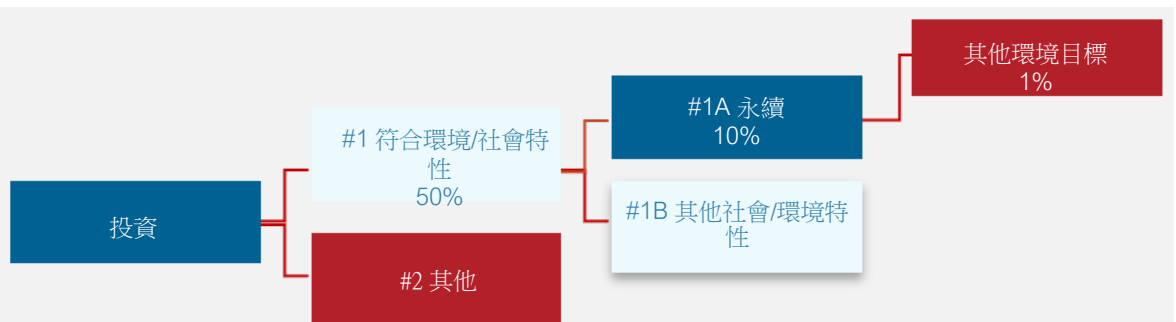 其他環境目標
1%
#1A 永續
10%
#1 符合環境/社會特
性
50%
#1B 其他社會/環境特
性
投資
#2 其他